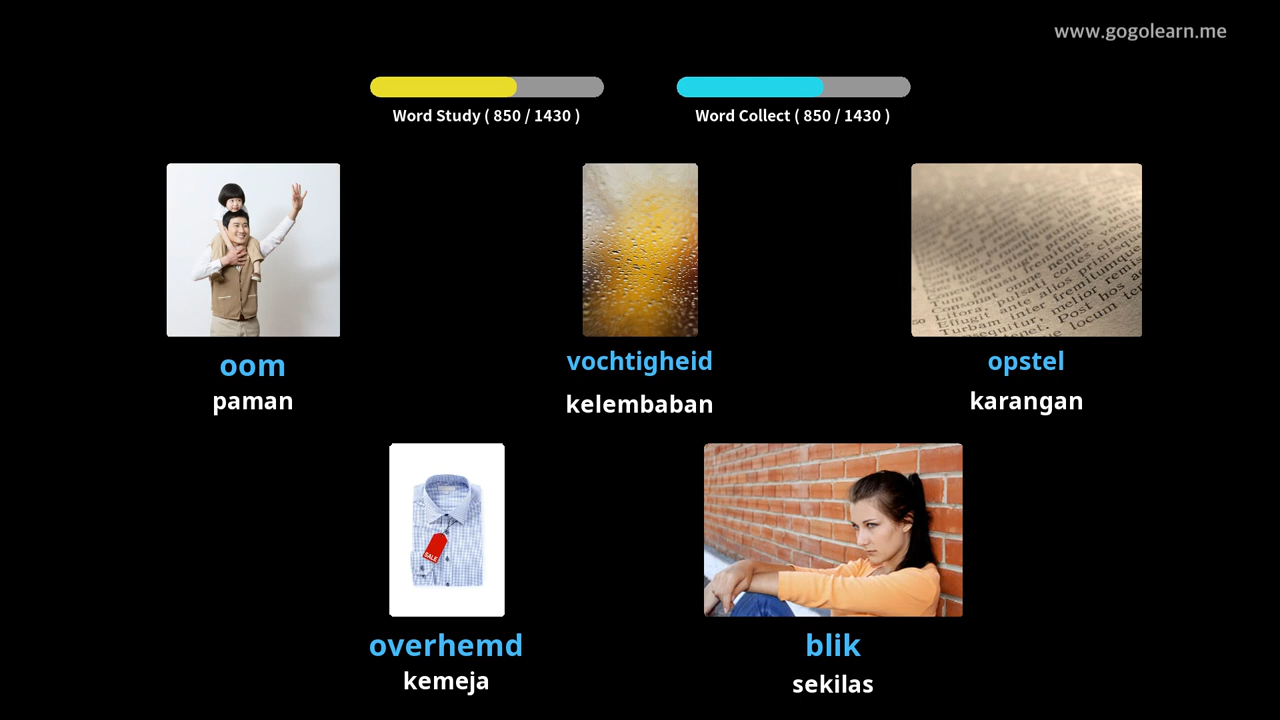 www.gogolearn.me
Word Study ( 850 / 1430 )
Word Collect ( 850 / 1430 )
oom
paman
vochtigheid
kelembaban
opstel
karangan
overhemd
kemeja
SALE
blik
sekilas